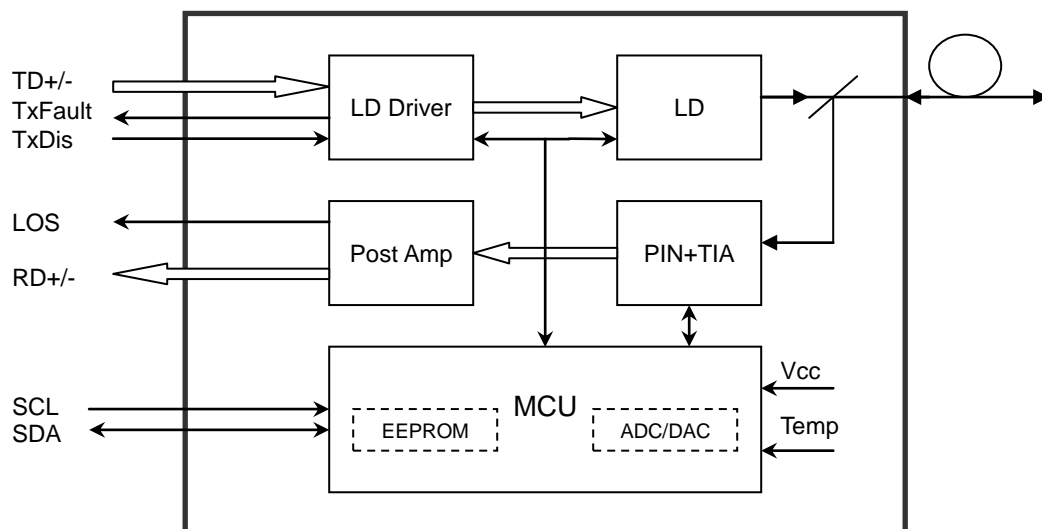 TD+/-
TxFault
TxDis
LD Driver
LD
LOS
RD+/-
Post Amp
PIN+TIA
SCL
SDA
MCU
EEPROM
ADC/DAC
Vcc
Temp